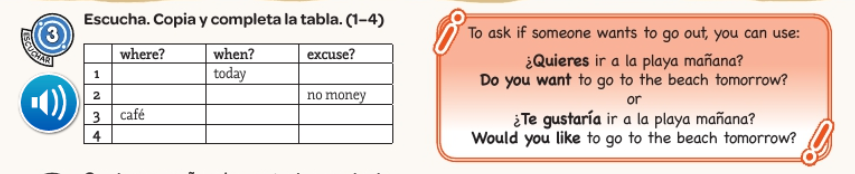 3
ESCUCHAR
Escucha. Copia y completa la tabla. (1–4)
where? when? excuse?
1 today
2 no money
3 café
4
To ask if someone wants to go out, you can use:
¿Quieres ir a la playa mañana?
Do you want to go to the beach tomorrow?
or
¿Te gustaría ir a la playa mañana?
Would you like to go to the beach tomorrow?